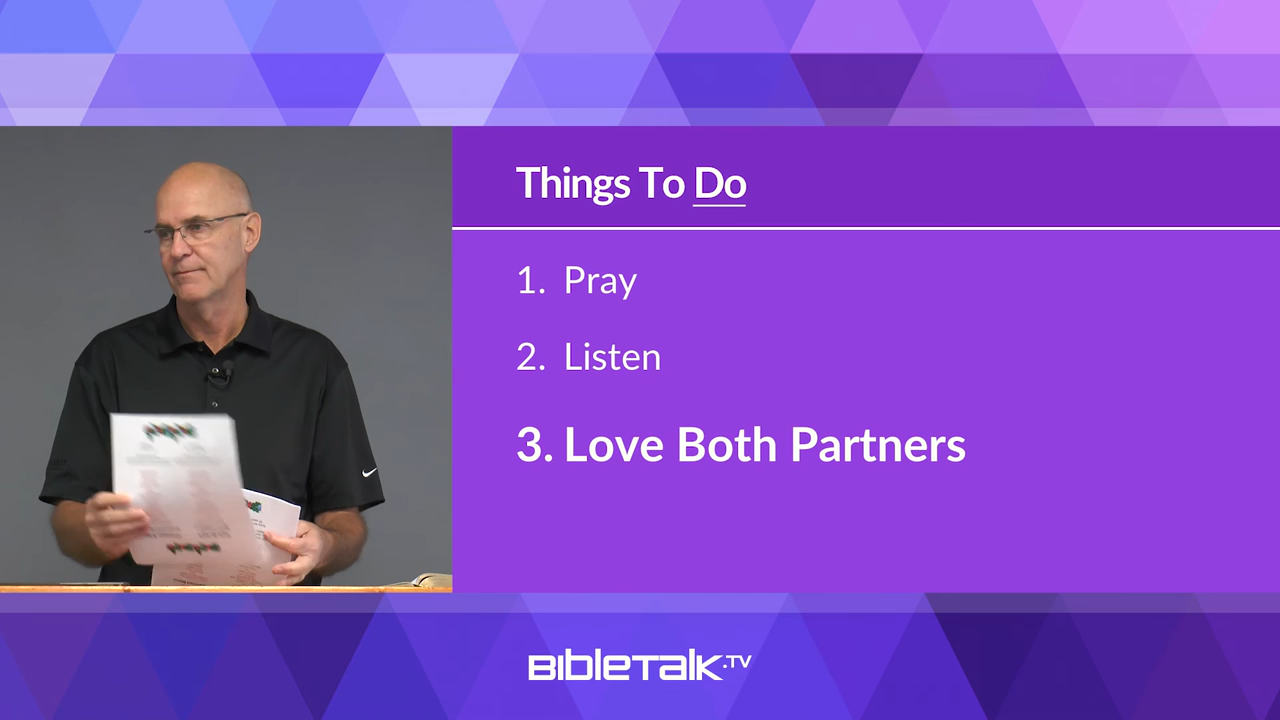 Things To Do
1. Pray
2. Listen
3. Love Both Partners
BIBLETALK.TV